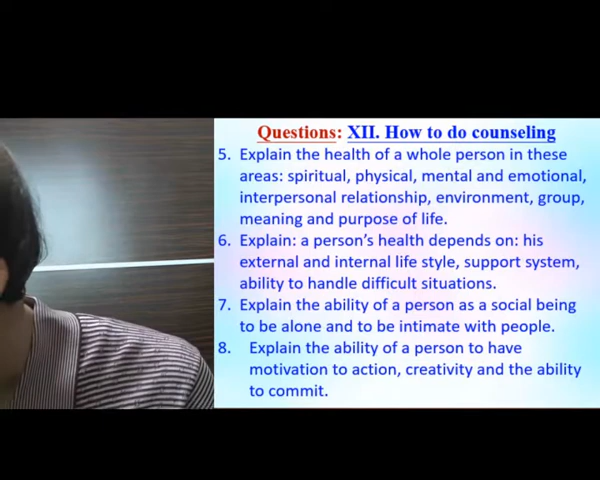 Questions: XII. How to do counseling
5. Explain the health of a whole person in these
areas: spiritual, physical, mental and emotional,
interpersonal relationship, environment, group,
meaning and purpose of life.
6. Explain: a person's health depends on: his
external and internal life style, support system,
ability to handle difficult situations.
7. Explain the ability of a person as a social being
to be alone and to be intimate with people.
8. Explain the ability of a person to have
motivation to action, creativity and the ability
to commit.